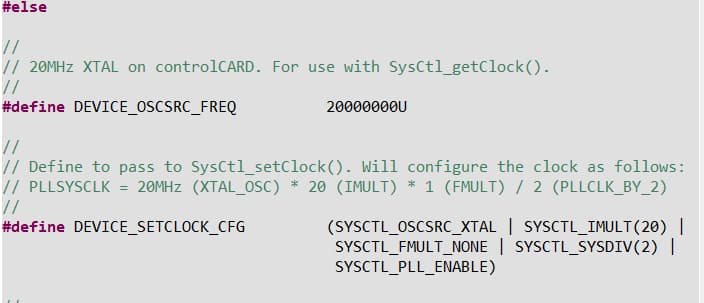 #else
//
// 20MHz XTAL on controlCARD. For use with SysCtl_getClock().
//
#define DEVICE_OSCSRC_FREQ 20000000U
//
// Define to pass to SysCtl_setClock(). Will configure the clock as follows:
// PLLSYSCLK = 20MHz (XTAL_OSC) * 20 (IMULT) * 1 (FMULT) / 2 (PLLCLK_BY_2)
//
#define DEVICE_SETCLOCK_CFG (SYSCTL_OSCSRC_XTAL | SYSCTL_IMULT(20) |
SYSCTL_FMULT_NONE | SYSCTL_SYSDIV(2) |
SYSCTL_PLL_ENABLE)
//